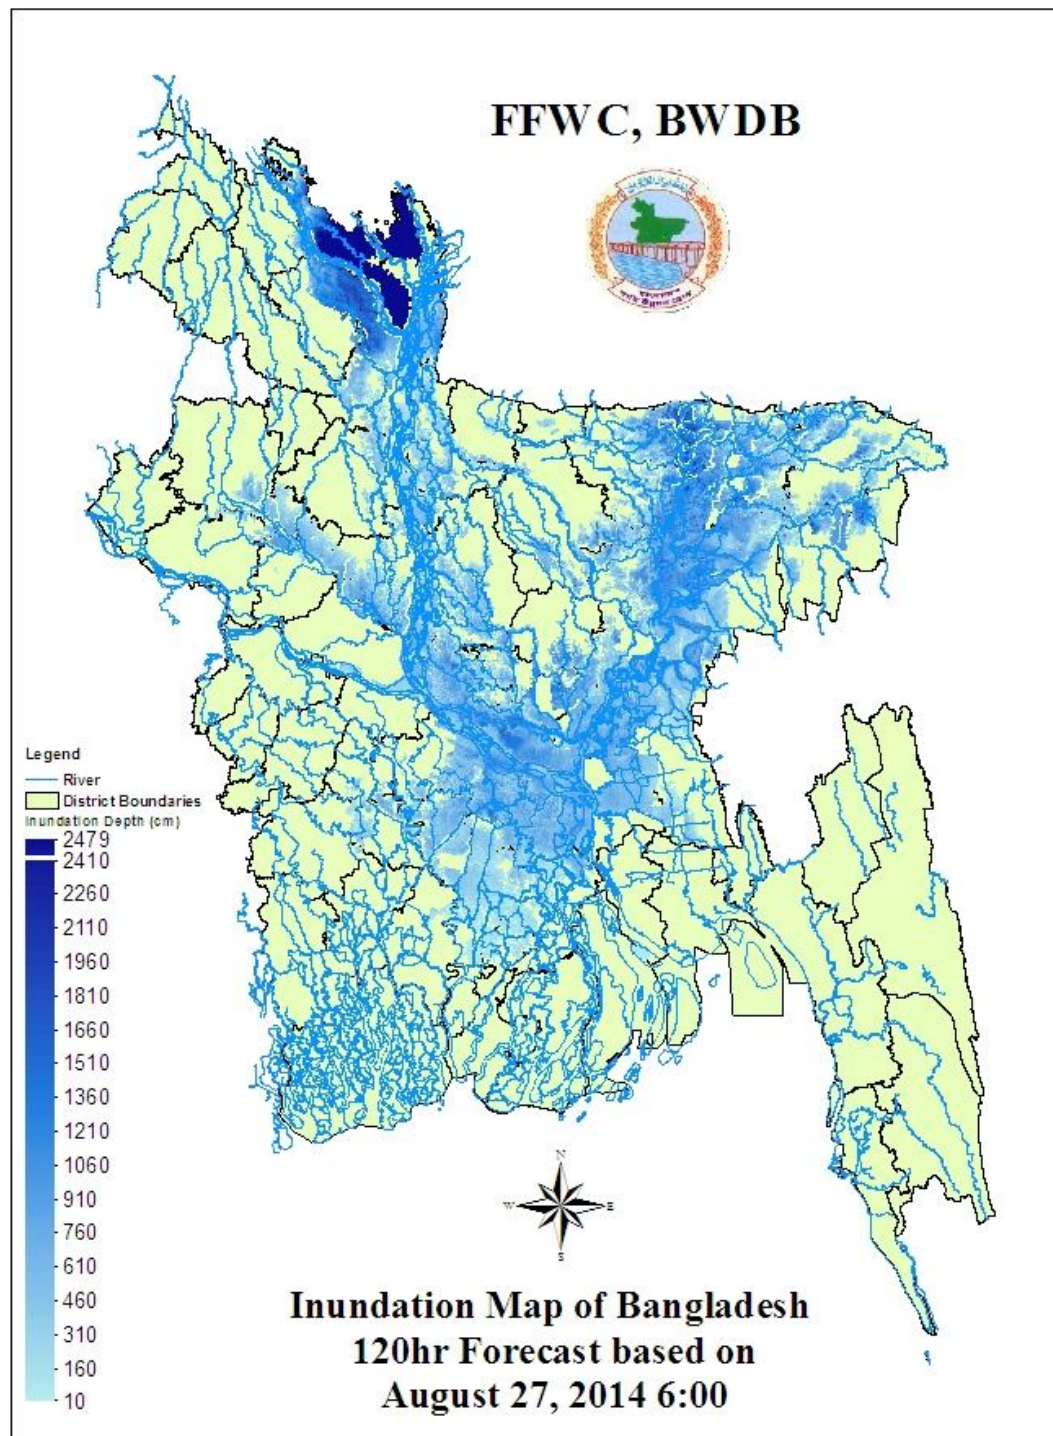 FFWC, BWDB
Legend
River
District Boundaries
Inundation Depth (cm)
2479
2410
2260
2110
1960
1810
1660
1510
1360
1210
1060
910
760
610
460
310
160
10
N
W
E
S
Inundation Map of Bangladesh
120hr Forecast based on
August 27, 2014 6:00